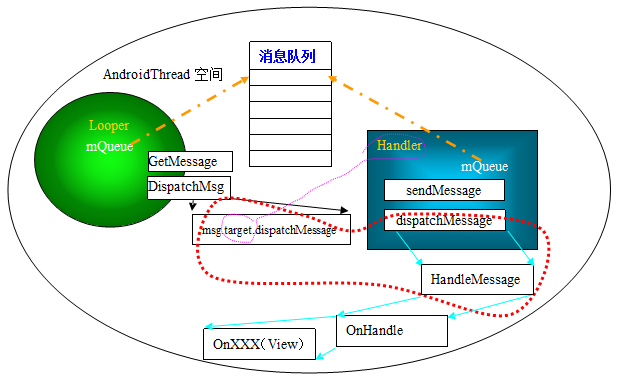 消息队列
AndroidThread 空间
Looper
mQueue
Handler
mQueue
GetMessage
DispatchMsg
sendMessage
dispatchMessage
msg.target.dispatchMessage
HandleMessage
OnHandle
OnXXX(View)